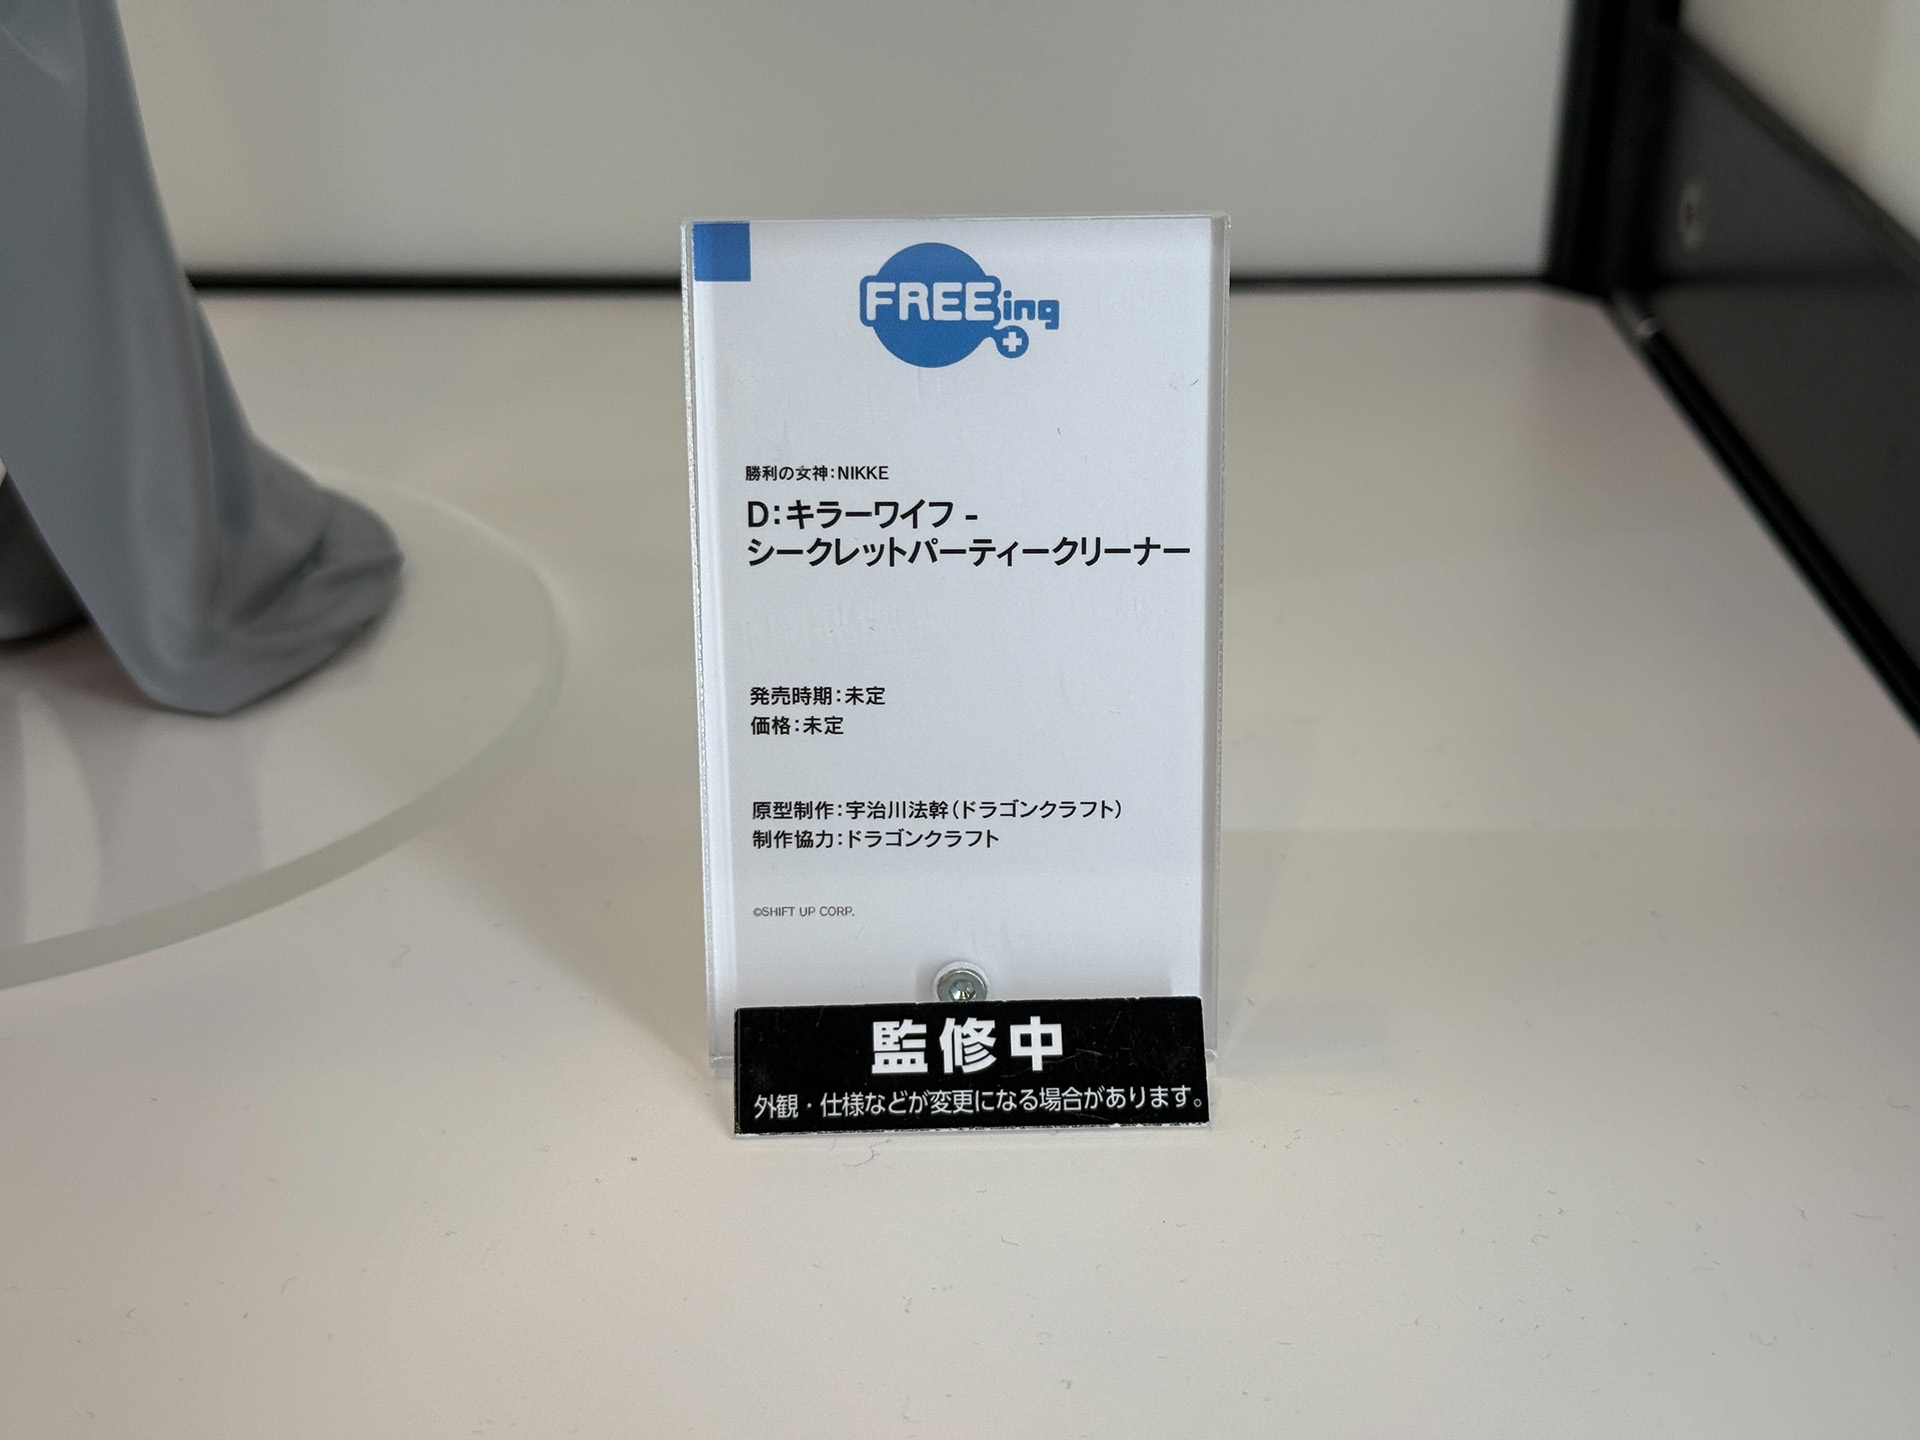 FREEing
勝利の女神:NIKKE
D:キラーワイフ -
シークレットパーティークリーナー
発売時期:未定
価格:未定
原型制作:宇治川法幹(ドラゴンクラフト)
制作協力:ドラゴンクラフト
©SHIFT UP CORP.
監修中
外観・仕様などが変更になる場合があります。